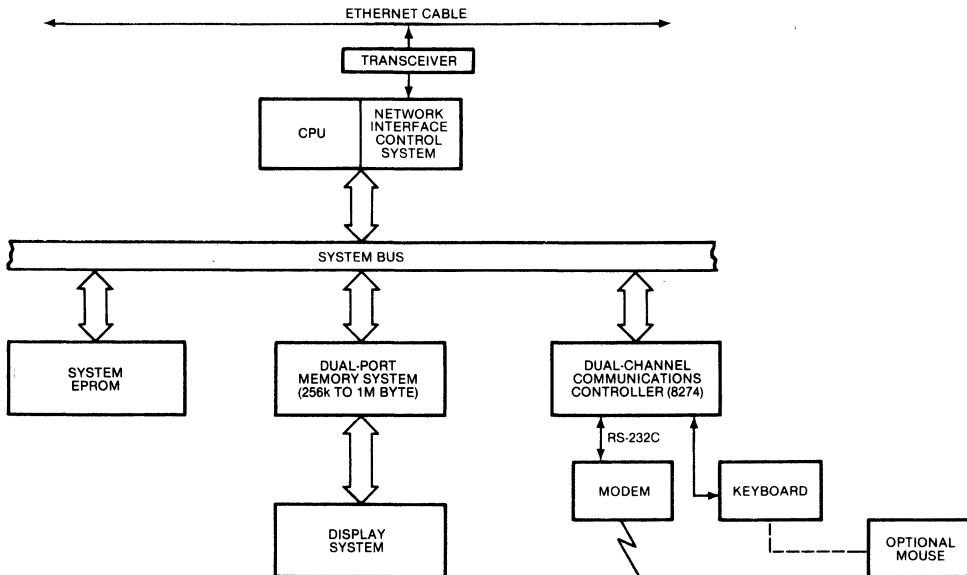 ETHERNET CABLE
TRANSCEIVER
CPU
NETWORK
INTERFACE
CONTROL
SYSTEM
SYSTEM BUS
SYSTEM
EPROM
DUAL-PORT
MEMORY SYSTEM
(256k TO 1M BYTE)
DUAL-CHANNEL
COMMUNICATIONS
CONTROLLER (8274)
RS-232C
MODEM
KEYBOARD
DISPLAY
SYSTEM
OPTIONAL
MOUSE